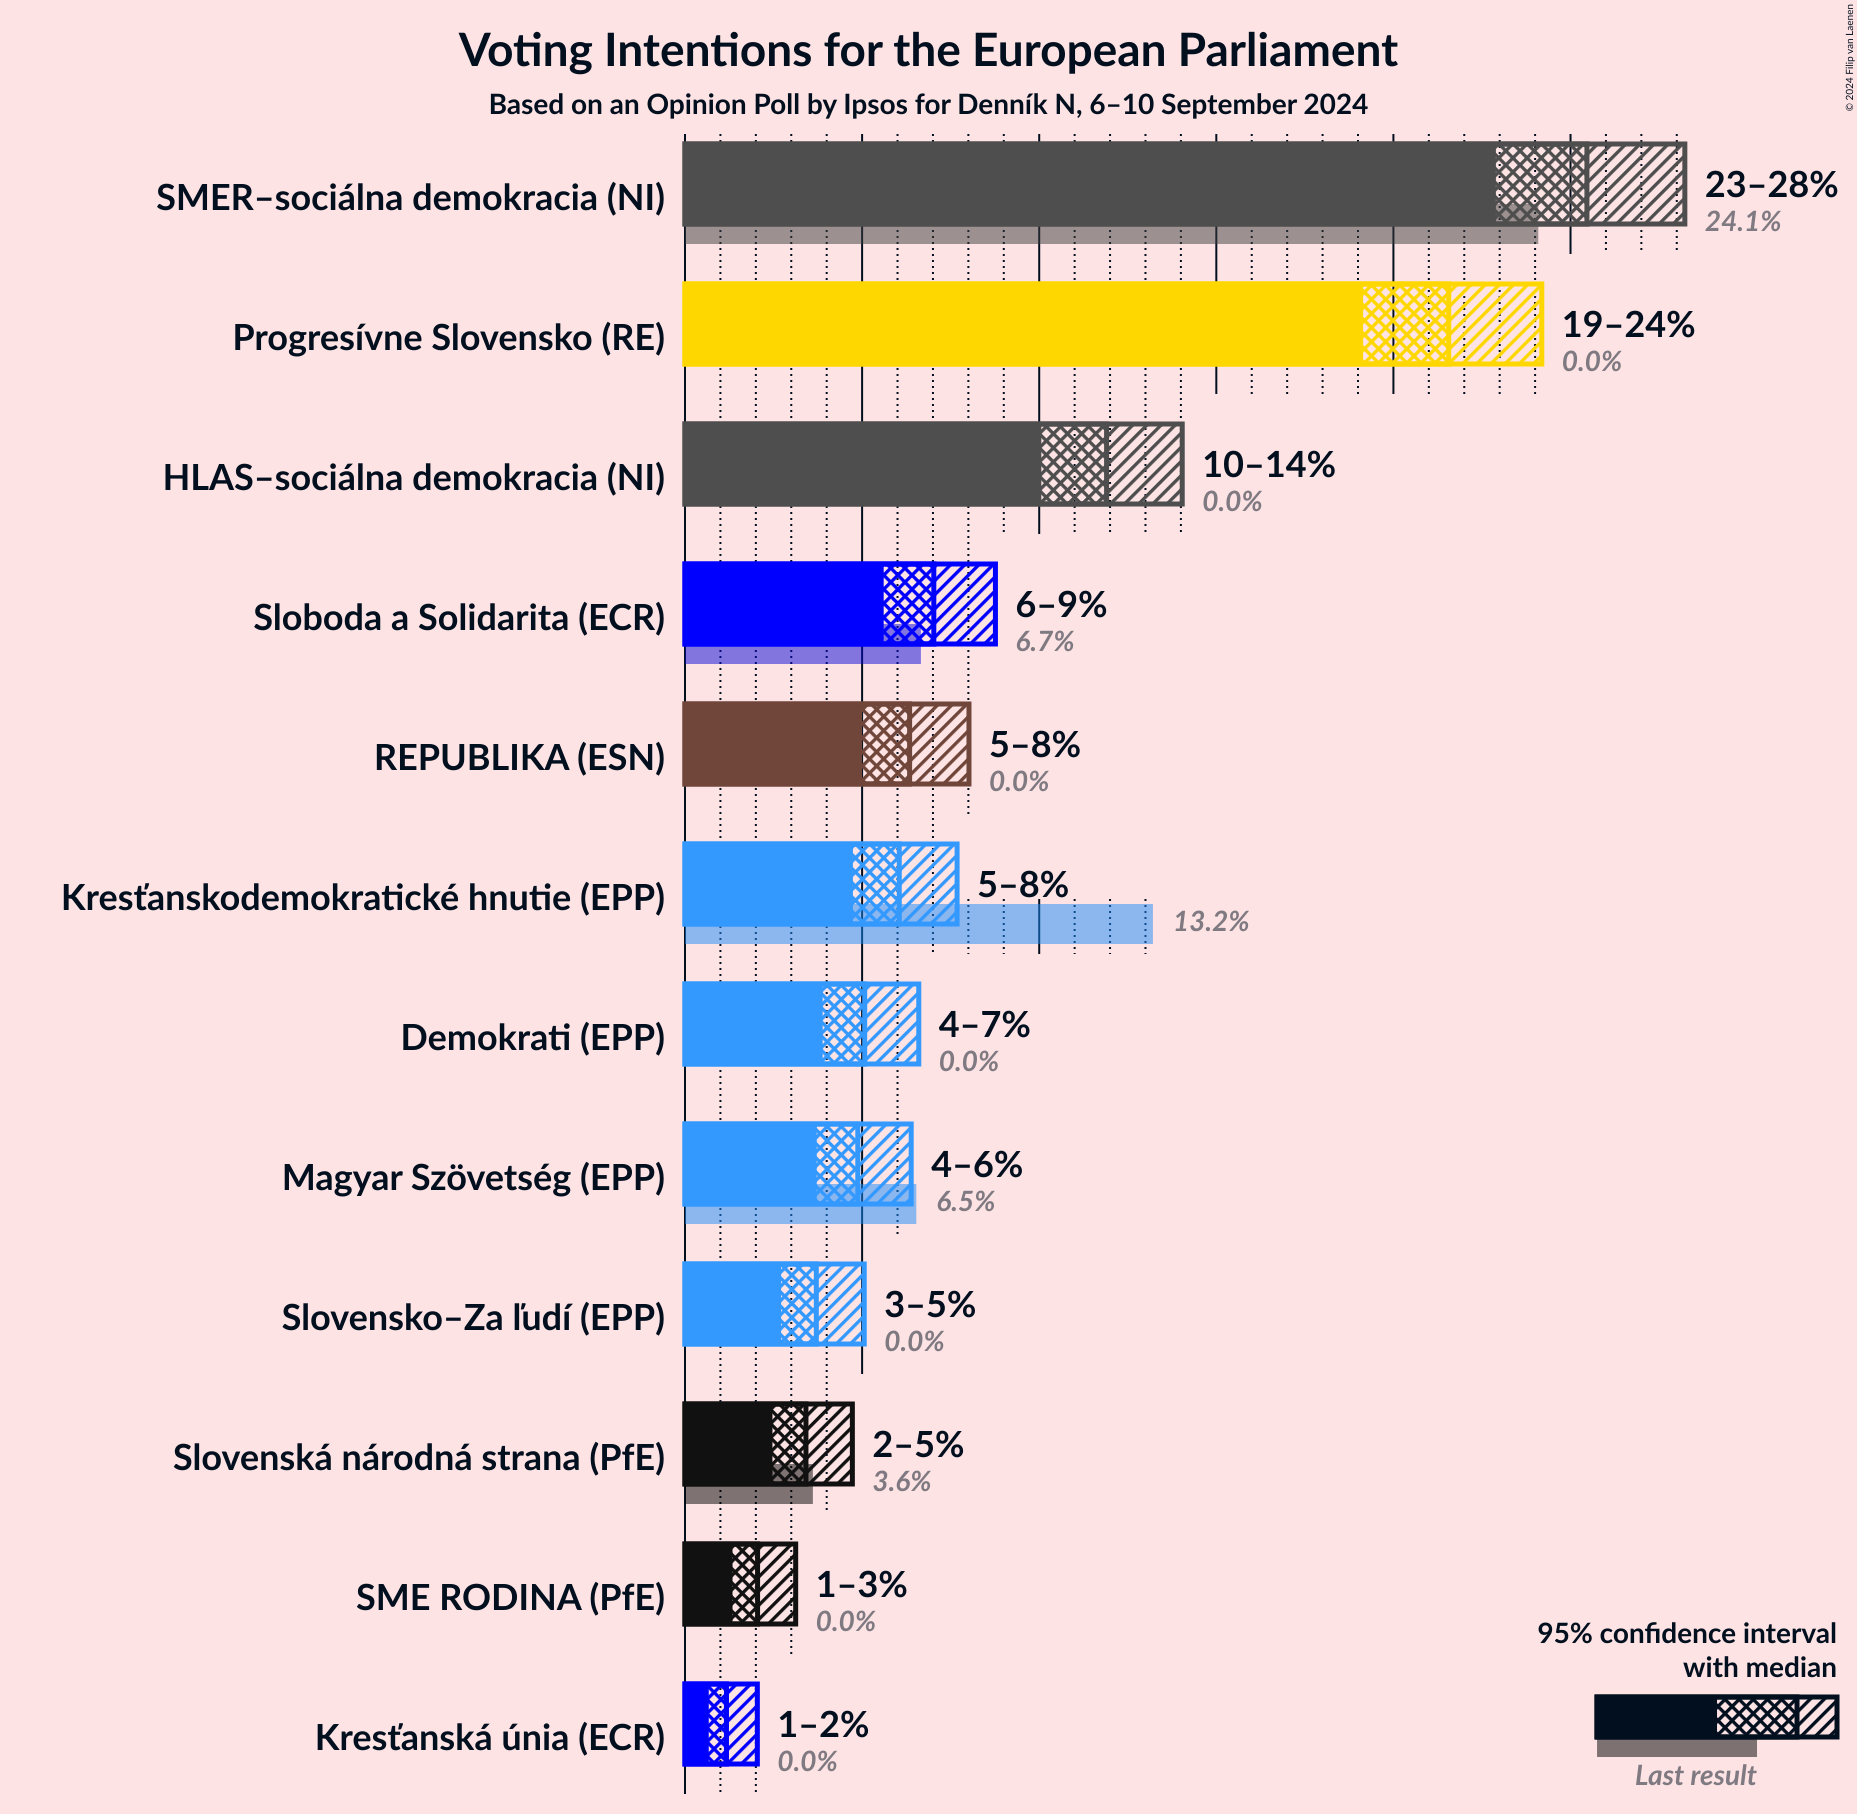 Voting Intentions for the European Parliament
Based on an Opinion Poll by Ipsos for Denník N, 6–10 September 2024
© 2024 Filip van Laenen
SMER–sociálna demokracia (NI)
23–28%
24.1%
Progresívne Slovensko (RE)
19–24%
0.0%
HLAS–sociálna demokracia (NI)
10–14%
0.0%
Sloboda a Solidarita (ECR)
6–9%
6.7%
REPUBLIKA (ESN)
5–8%
0.0%
Kresťanskodemokratické hnutie (EPP)
5–8%
13.2%
Demokrati (EPP)
4–7%
0.0%
Magyar Szövetség (EPP)
4–6%
6.5%
Slovensko–Za ľudí (EPP)
3–5%
0.0%
Slovenská národná strana (PfE)
2–5%
3.6%
SME RODINA (PfE)
1–3%
0.0%
Kresťanská únia (ECR)
1–2%
0.0%
95% confidence interval
with median
Last result